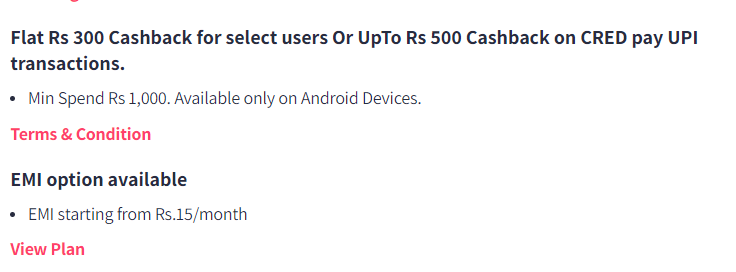 Flat Rs 300 Cashback for select users Or UpTo Rs 500 Cashback on CRED pay UPI
transactions.
• Min Spend Rs 1,000. Available only on Android Devices.
Terms & Condition
EMI option available
• EMI starting from Rs.15/month
View Plan